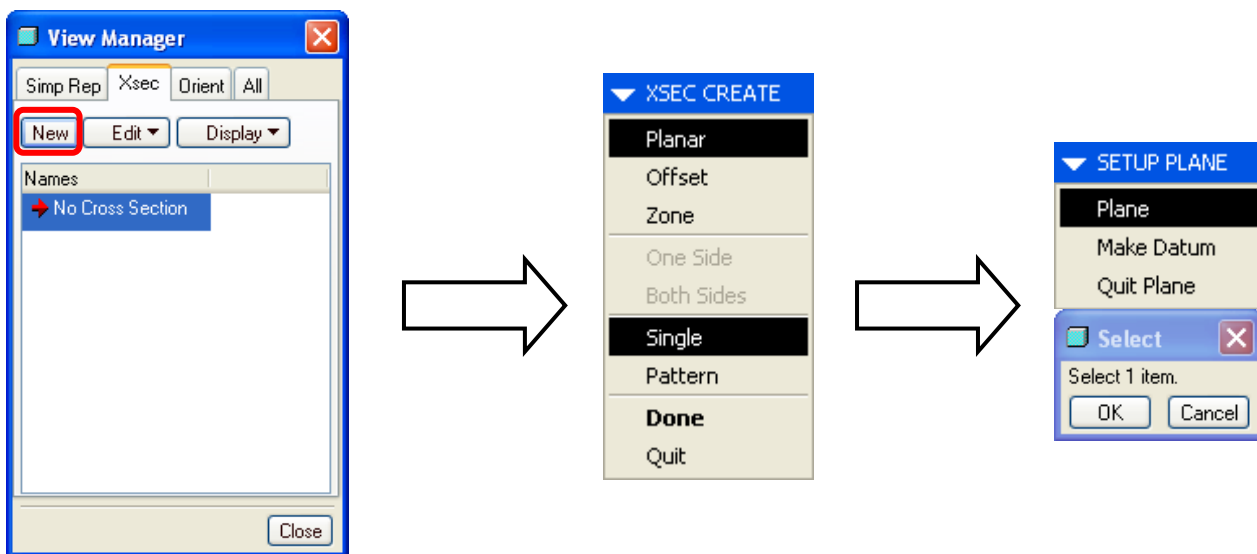 View Manager
Simp Rep Xsec Orient All
New Edit Display
Names
No Cross Section
Close
XSEC CREATE
Planar
Offset
Zone
One Side
Both Sides
Single
Pattern
Done
Quit
SETUP PLANE
Plane
Make Datum
Quit Plane
Select
Select 1 item.
OK Cancel